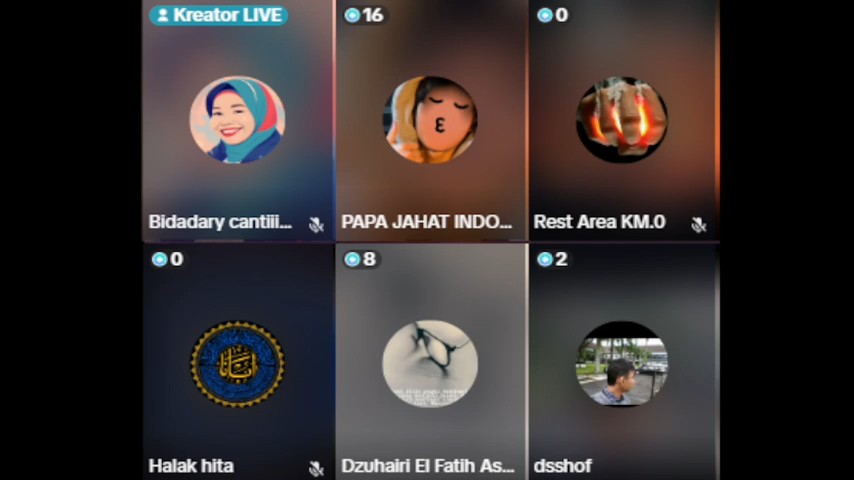 Kreator LIVE
16
0
Bidadary cantiii...
PAPA JAHAT INDO...
Rest Area KM.0
0
8
2
Halak hita
Dzuhairi El Fatih As...
dsshof